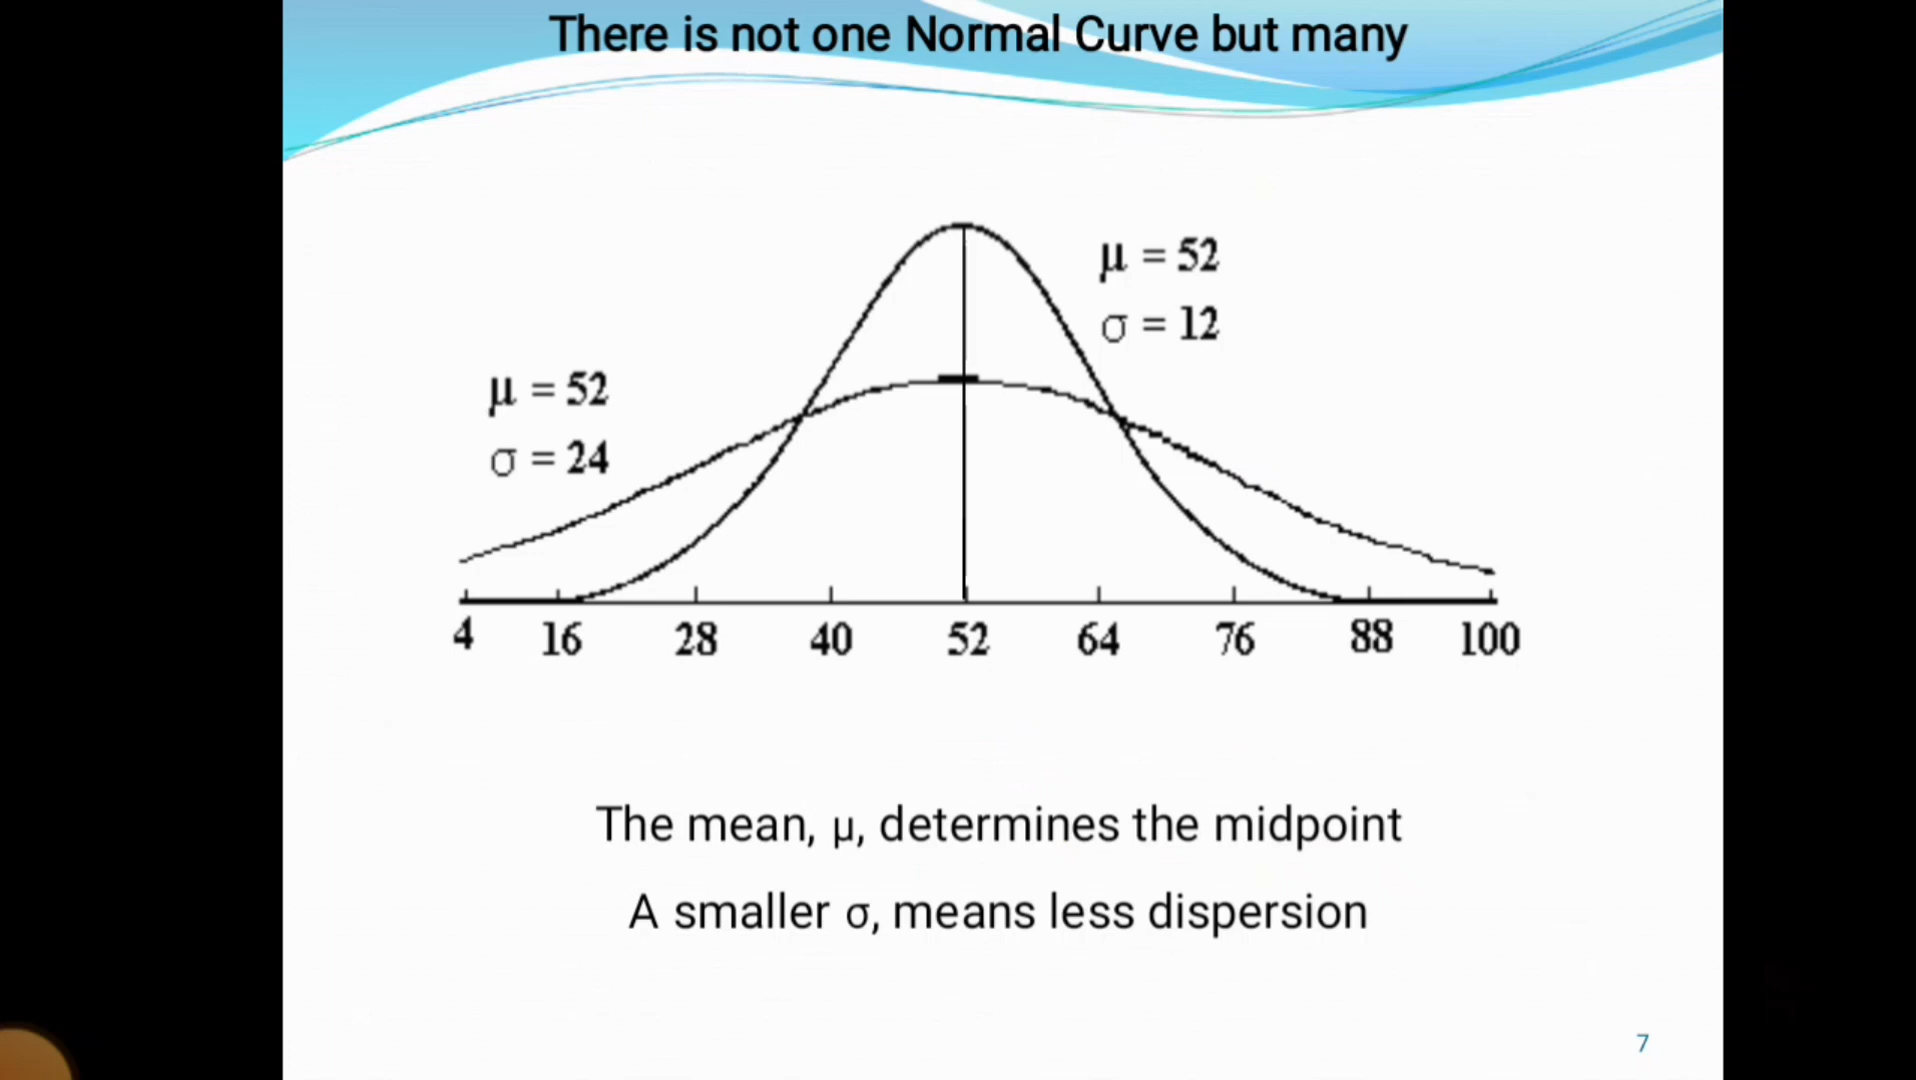 There is not one Normal Curve but many
μ = 52
σ = 12
μ = 52
σ = 24
4 16 28 40 52 64 76 88 100
The mean, μ, determines the midpoint
A smaller σ, means less dispersion
7